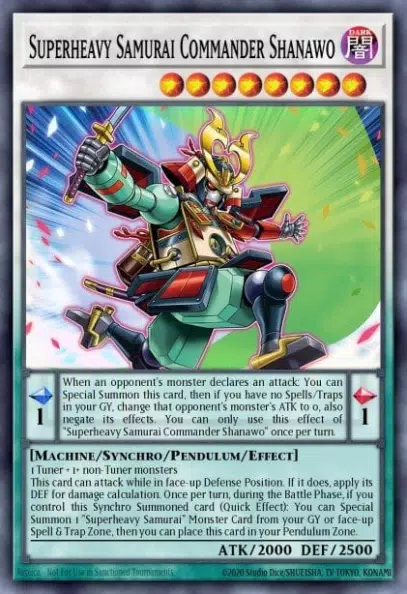 Superheavy Samurai Commander Shanawo
DARK
闇
When an opponent's monster declares an attack: You can
Special Summon this card, then if you have no Spells/Traps
in your GY, change that opponent's monster's ATK to 0, also
negate its effects. You can only use this effect of
"Superheavy Samurai Commander Shanawo" once per turn.
1
1
[Machine/Synchro/Pendulum/Effect]
1 Tuner + 1+ non-Tuner monsters
This card can attack while in face-up Defense Position. If it does, apply its
DEF for damage calculation. Once per turn, during the Battle Phase, if you
control this Synchro Summoned card (Quick Effect): You can Special
Summon 1 "Superheavy Samurai" Monster Card from your GY or face-up
Spell & Trap Zone, then you can place this card in your Pendulum Zone.
ATK/2000 DEF/2500
Replica - Not For Use in Sanctioned Tournaments
©2020 Studio Dice/SHUEISHA, TV TOKYO, KONAMI